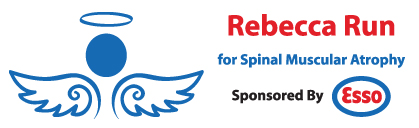 Rebecca Run
for Spinal Muscular Atrophy
Sponsored By Esso